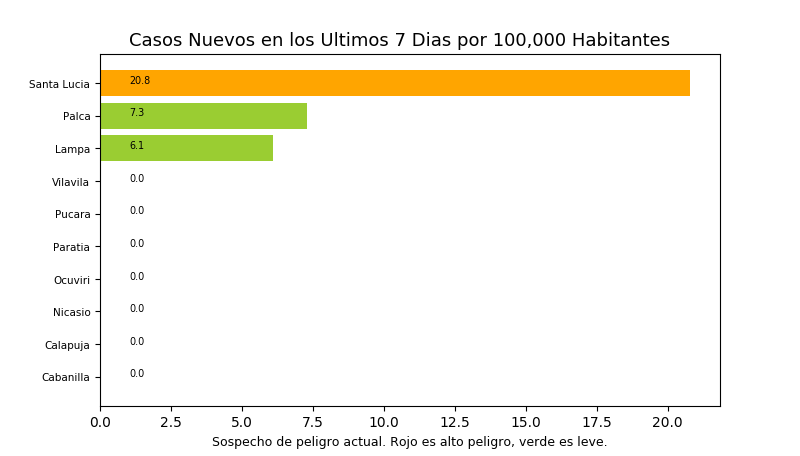 Casos Nuevos en los Ultimos 7 Dias por 100,000 Habitantes
Santa Lucia 20.8
Palca 7.3
Lampa 6.1
Vilavila 0.0
Pucara 0.0
Paratia 0.0
Ocuviri 0.0
Nicasio 0.0
Calapuja 0.0
Cabanilla 0.0
0.0 2.5 5.0 7.5 10.0 12.5 15.0 17.5 20.0
Sospecho de peligro actual. Rojo es alto peligro, verde es leve.